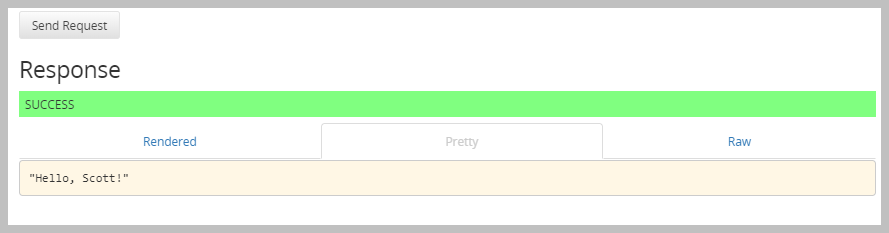 Send Request
Response
SUCCESS
Rendered Pretty Raw
"Hello, Scott!"